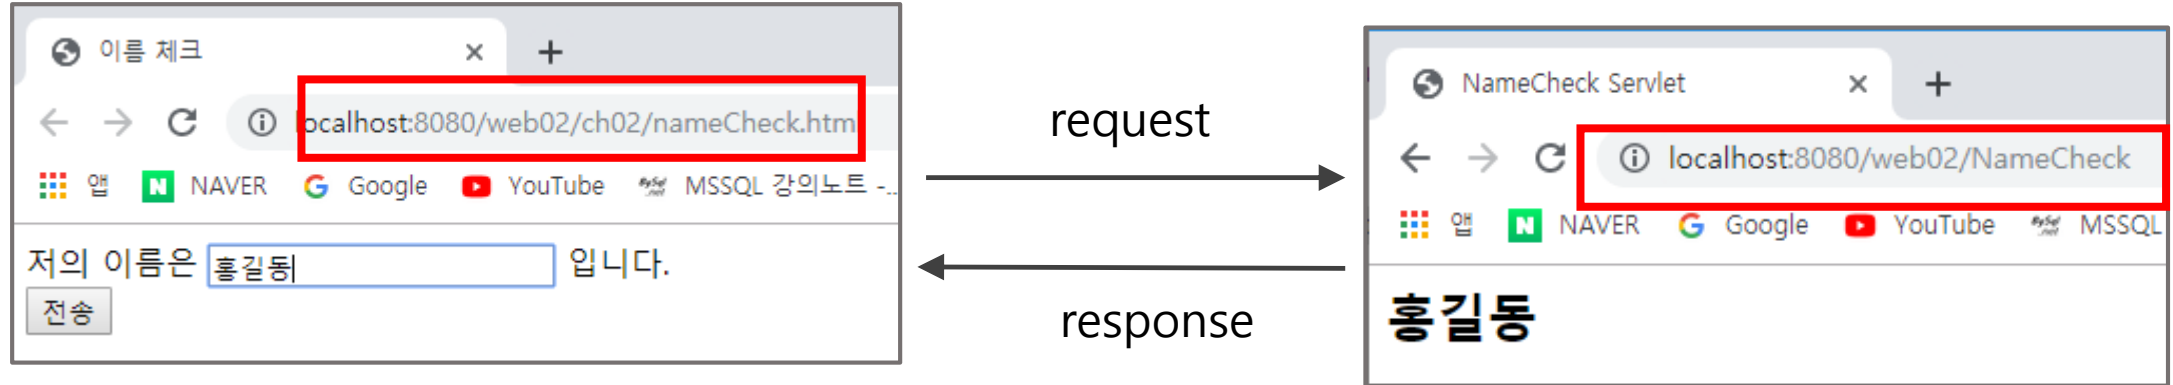 이름 체크
localhost:8080/web02/ch02/nameCheck.htm
앱 NAVER Google YouTube MSSQL 강의노트 -...
저의 이름은 홍길동 입니다.
전송
request
response
NameCheck Servlet
localhost:8080/web02/NameCheck
앱 NAVER Google YouTube MSSQL
홍길동